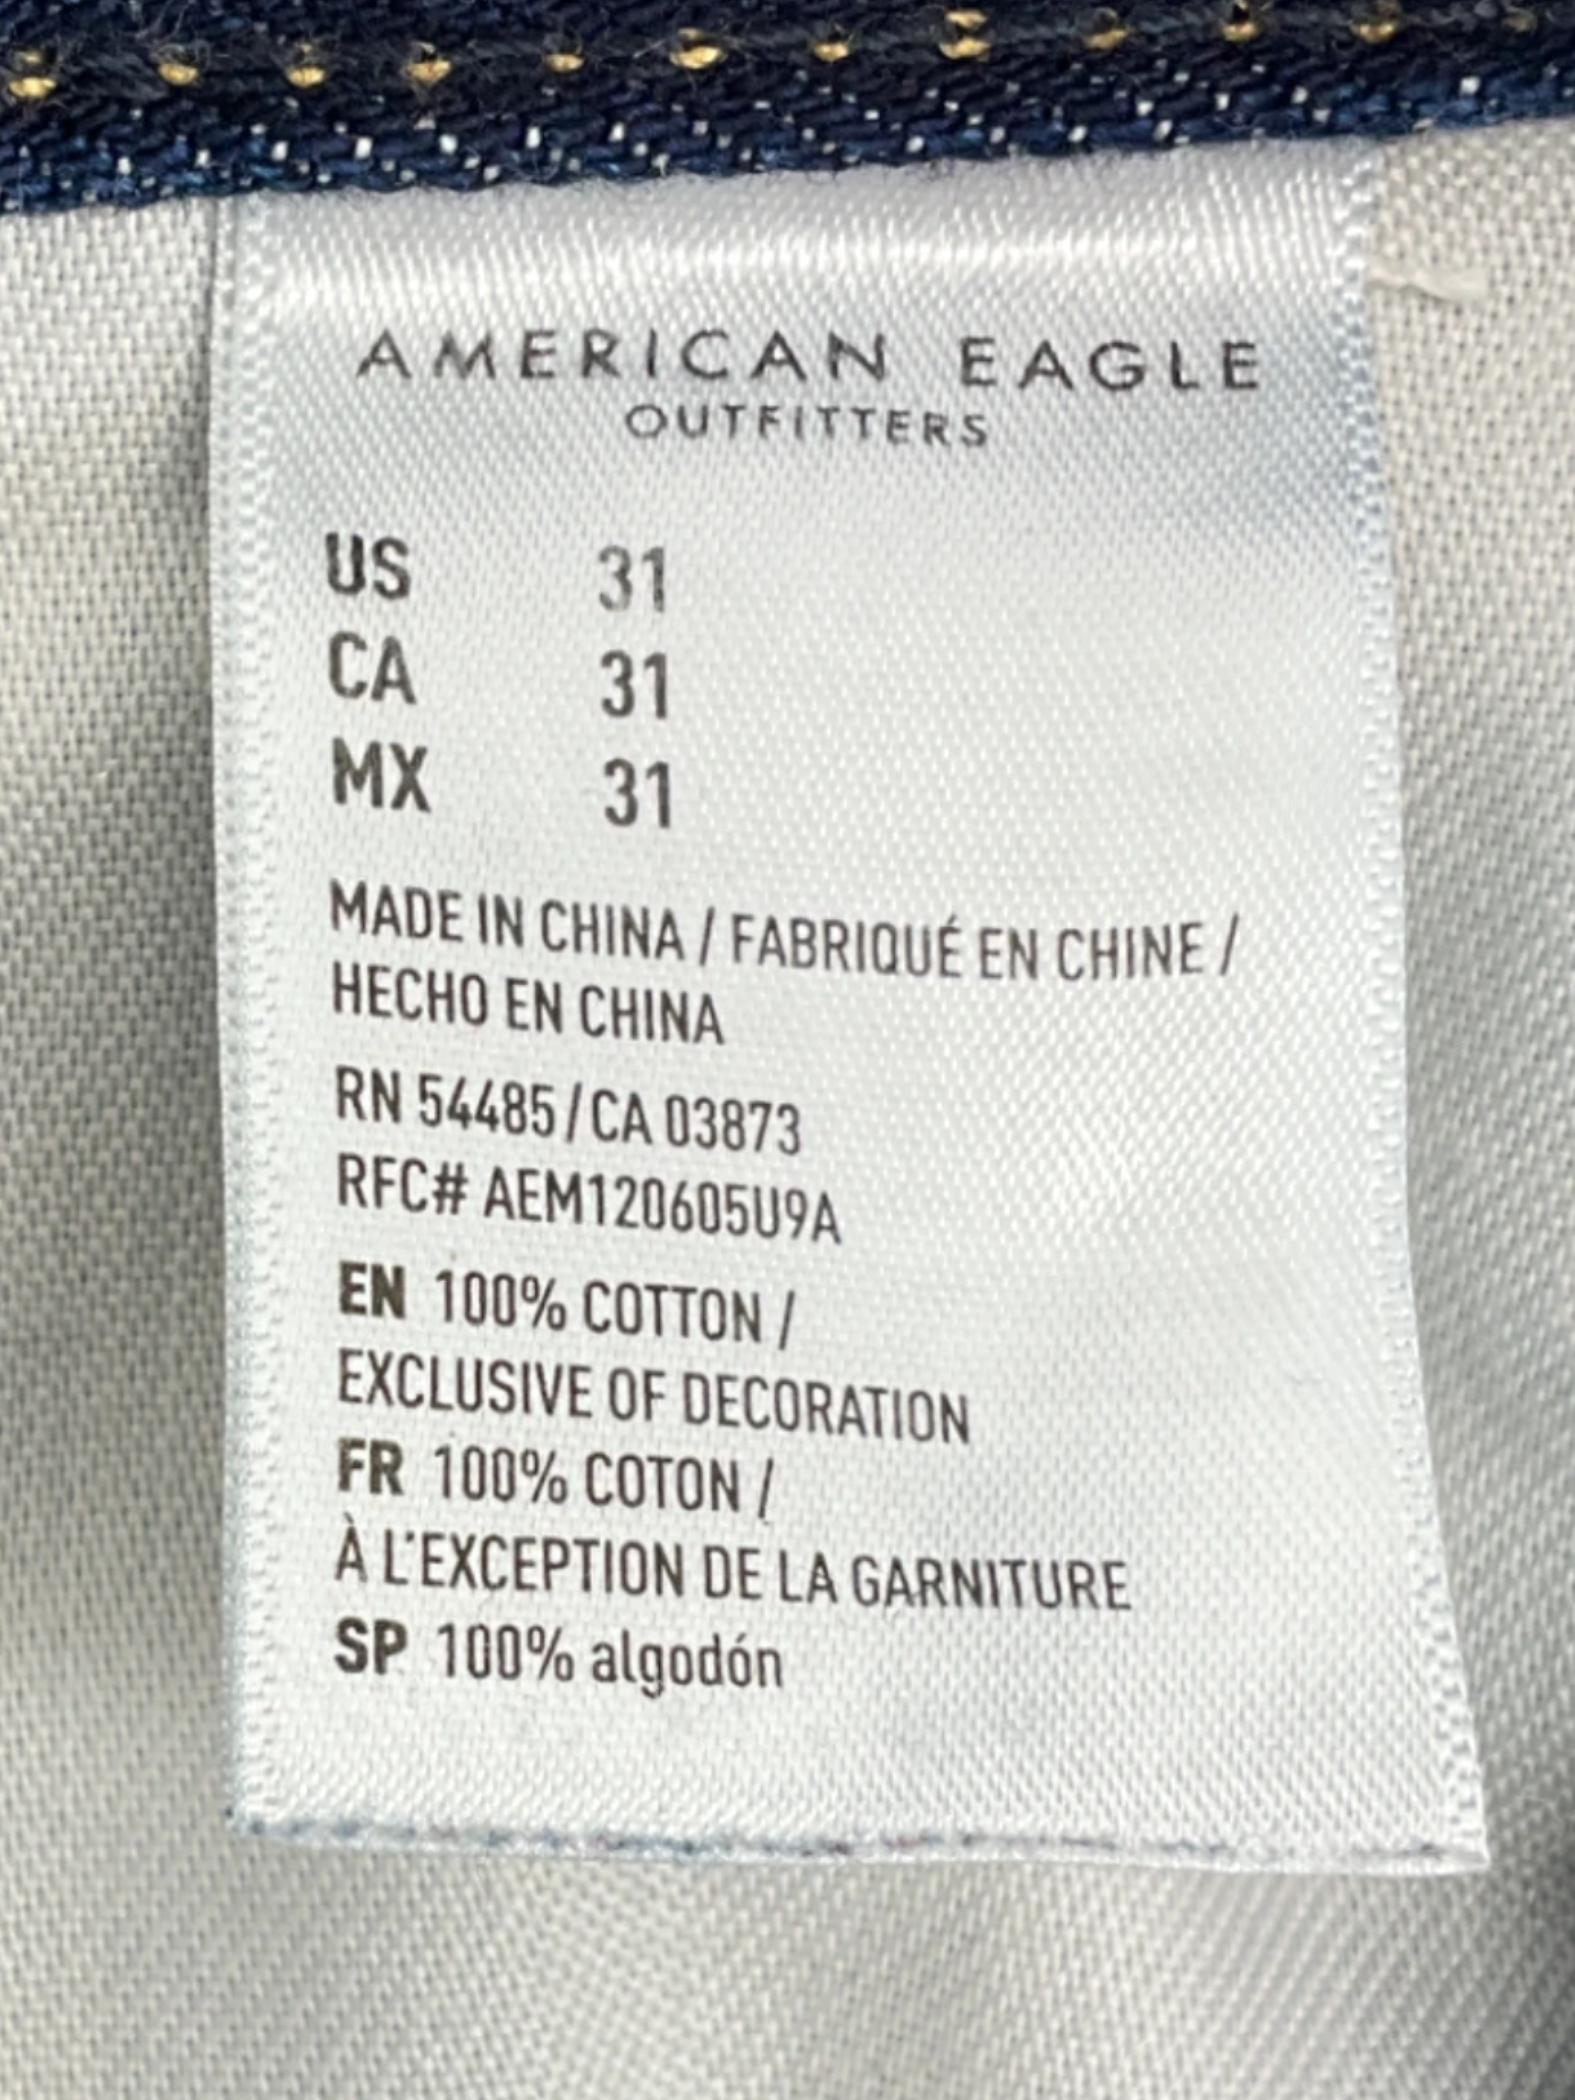 AMERICAN EAGLE
OUTFITTERS
US 31
CA 31
MX 31
MADE IN CHINA / FABRIQUÉ EN CHINE /
HECHO EN CHINA
RN 54485 / CA 03873
RFC# AEM120605U9A
EN 100% COTTON /
EXCLUSIVE OF DECORATION
FR 100% COTON /
À L'EXCEPTION DE LA GARNITURE
SP 100% algodón